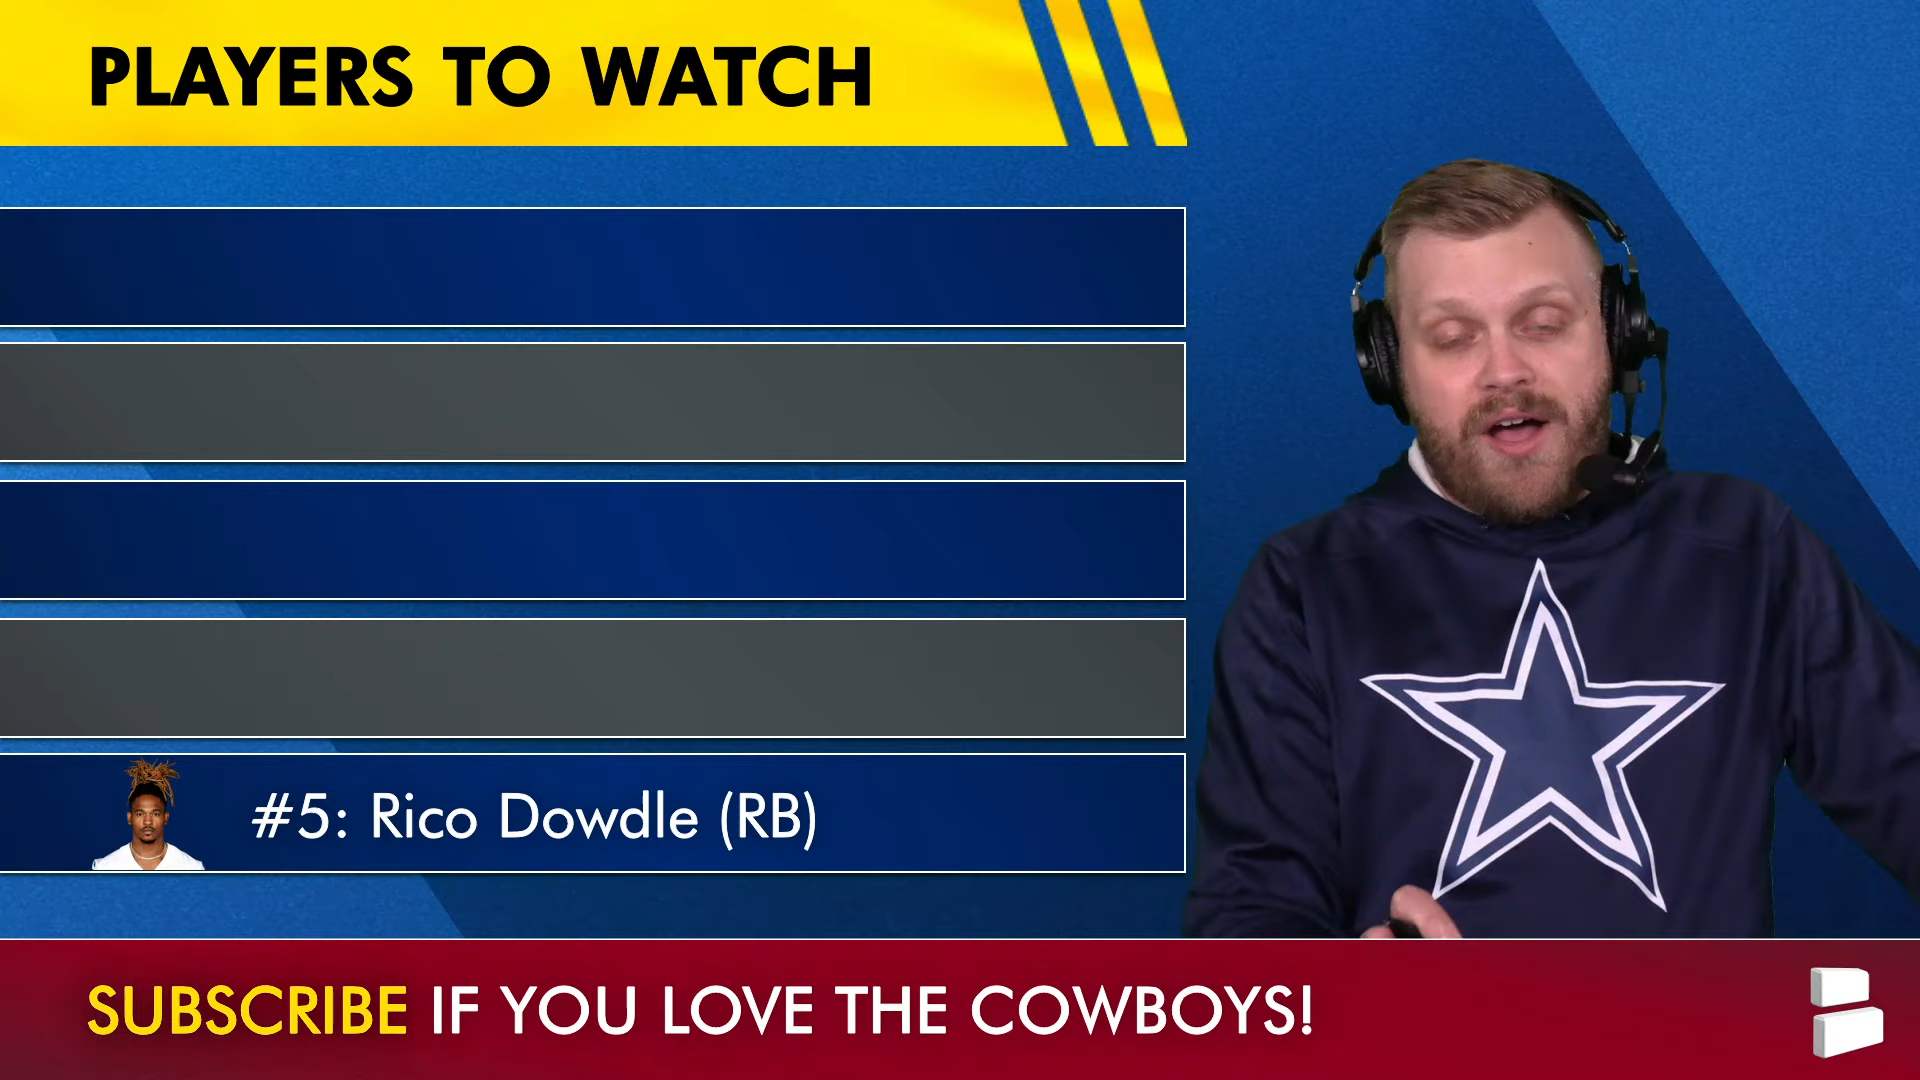 PLAYERS TO WATCH
#5: Rico Dowdle (RB)
SUBSCRIBE IF YOU LOVE THE COWBOYS!